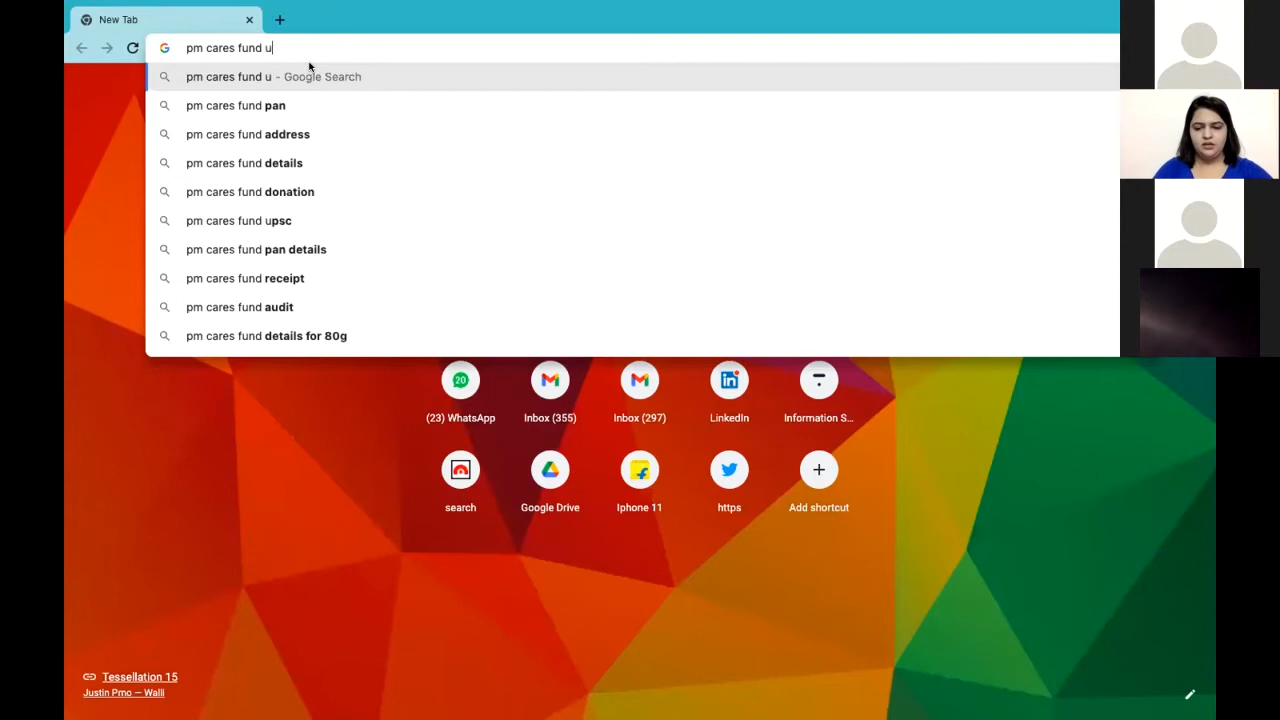 New Tab
pm cares fund u
pm cares fund u - Google Search
pm cares fund pan
pm cares fund address
pm cares fund details
pm cares fund donation
pm cares fund upsc
pm cares fund pan details
pm cares fund receipt
pm cares fund audit
pm cares fund details for 80g
20
(23) WhatsApp
Inbox (355)
Inbox (297)
LinkedIn
Information S...
search
Google Drive
Iphone 11
https
Add shortcut
Tessellation 15
Justin Prno — Walli